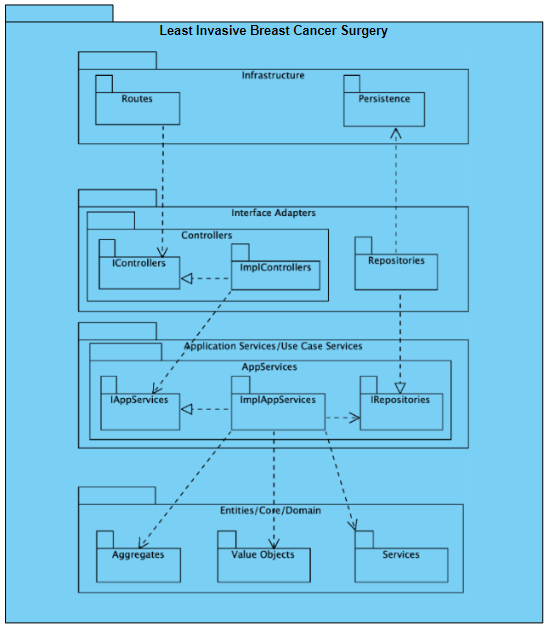 Least Invasive Breast Cancer Surgery
Infrastructure
Routes
Persistence
Interface Adapters
Controllers
IControllers
ImplControllers
Repositories
Application Services/Use Case Services
AppServices
IAppServices
ImplAppServices
IRepositories
Entities/Core/Domain
Aggregates
Value Objects
Services